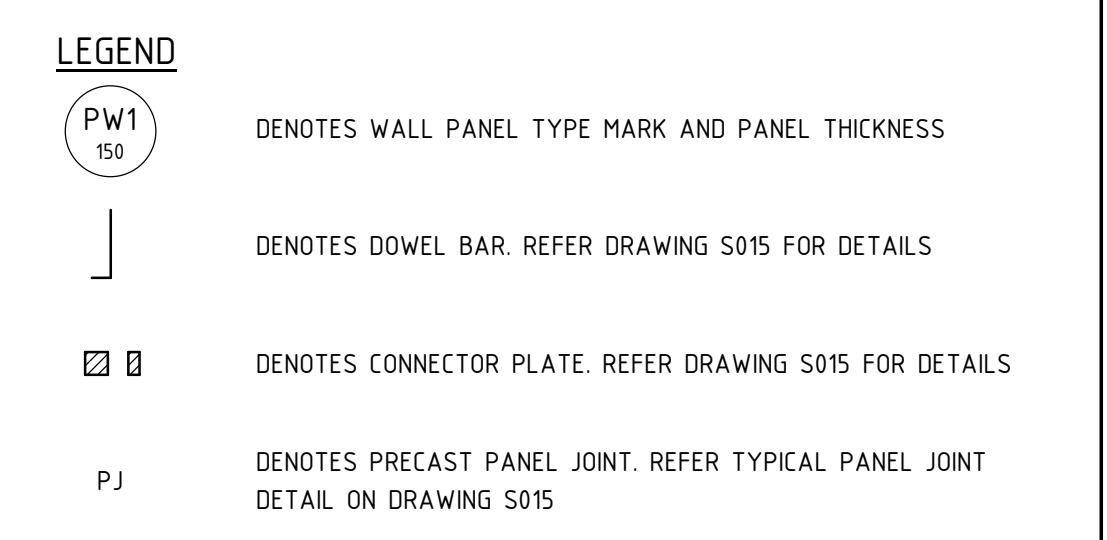 LEGEND
PW1
150
DENOTES WALL PANEL TYPE MARK AND PANEL THICKNESS
DENOTES DOWEL BAR. REFER DRAWING S015 FOR DETAILS
DENOTES CONNECTOR PLATE. REFER DRAWING S015 FOR DETAILS
PJ
DENOTES PRECAST PANEL JOINT. REFER TYPICAL PANEL JOINT
DETAIL ON DRAWING S015